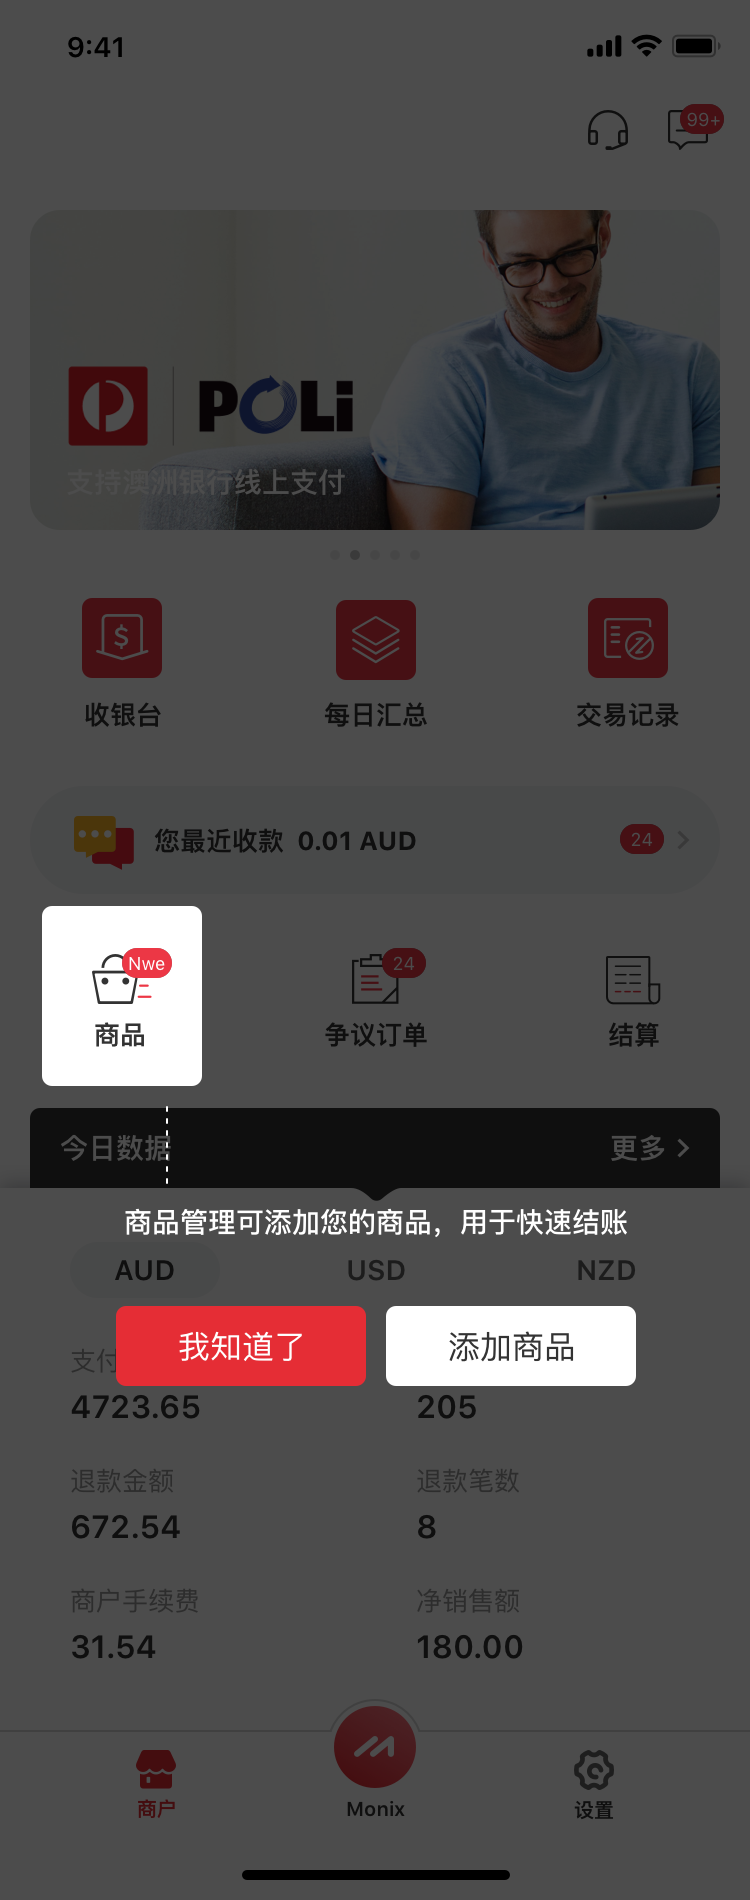 9:41
99+
POLi
支持澳洲银行线上支付
收银台
每日汇总
交易记录
您最近收款 0.01 AUD
24
Nwe
24
商品
争议订单
结算
今日数据
更多
商品管理可添加您的商品，用于快速结账
AUD
USD
NZD
我知道了
添加商品
支付
4723.65
205
退款金额
退款笔数
672.54
8
商户手续费
净销售额
31.54
180.00
商户
Monix
设置